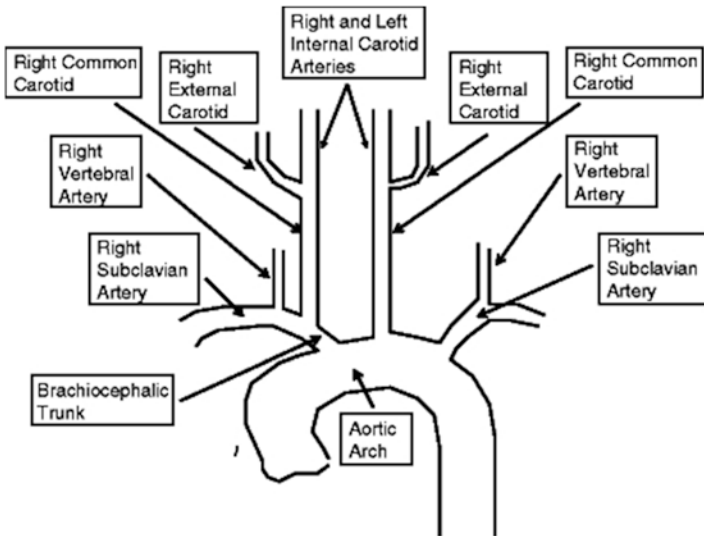 Right and Left
Internal Carotid
Arteries
Right Common
Carotid
Right
External
Carotid
Right
External
Carotid
Right Common
Carotid
Right
Vertebral
Artery
Right
Vertebral
Artery
Right
Subclavian
Artery
Right
Subclavian
Artery
Brachiocephalic
Trunk
Aortic
Arch